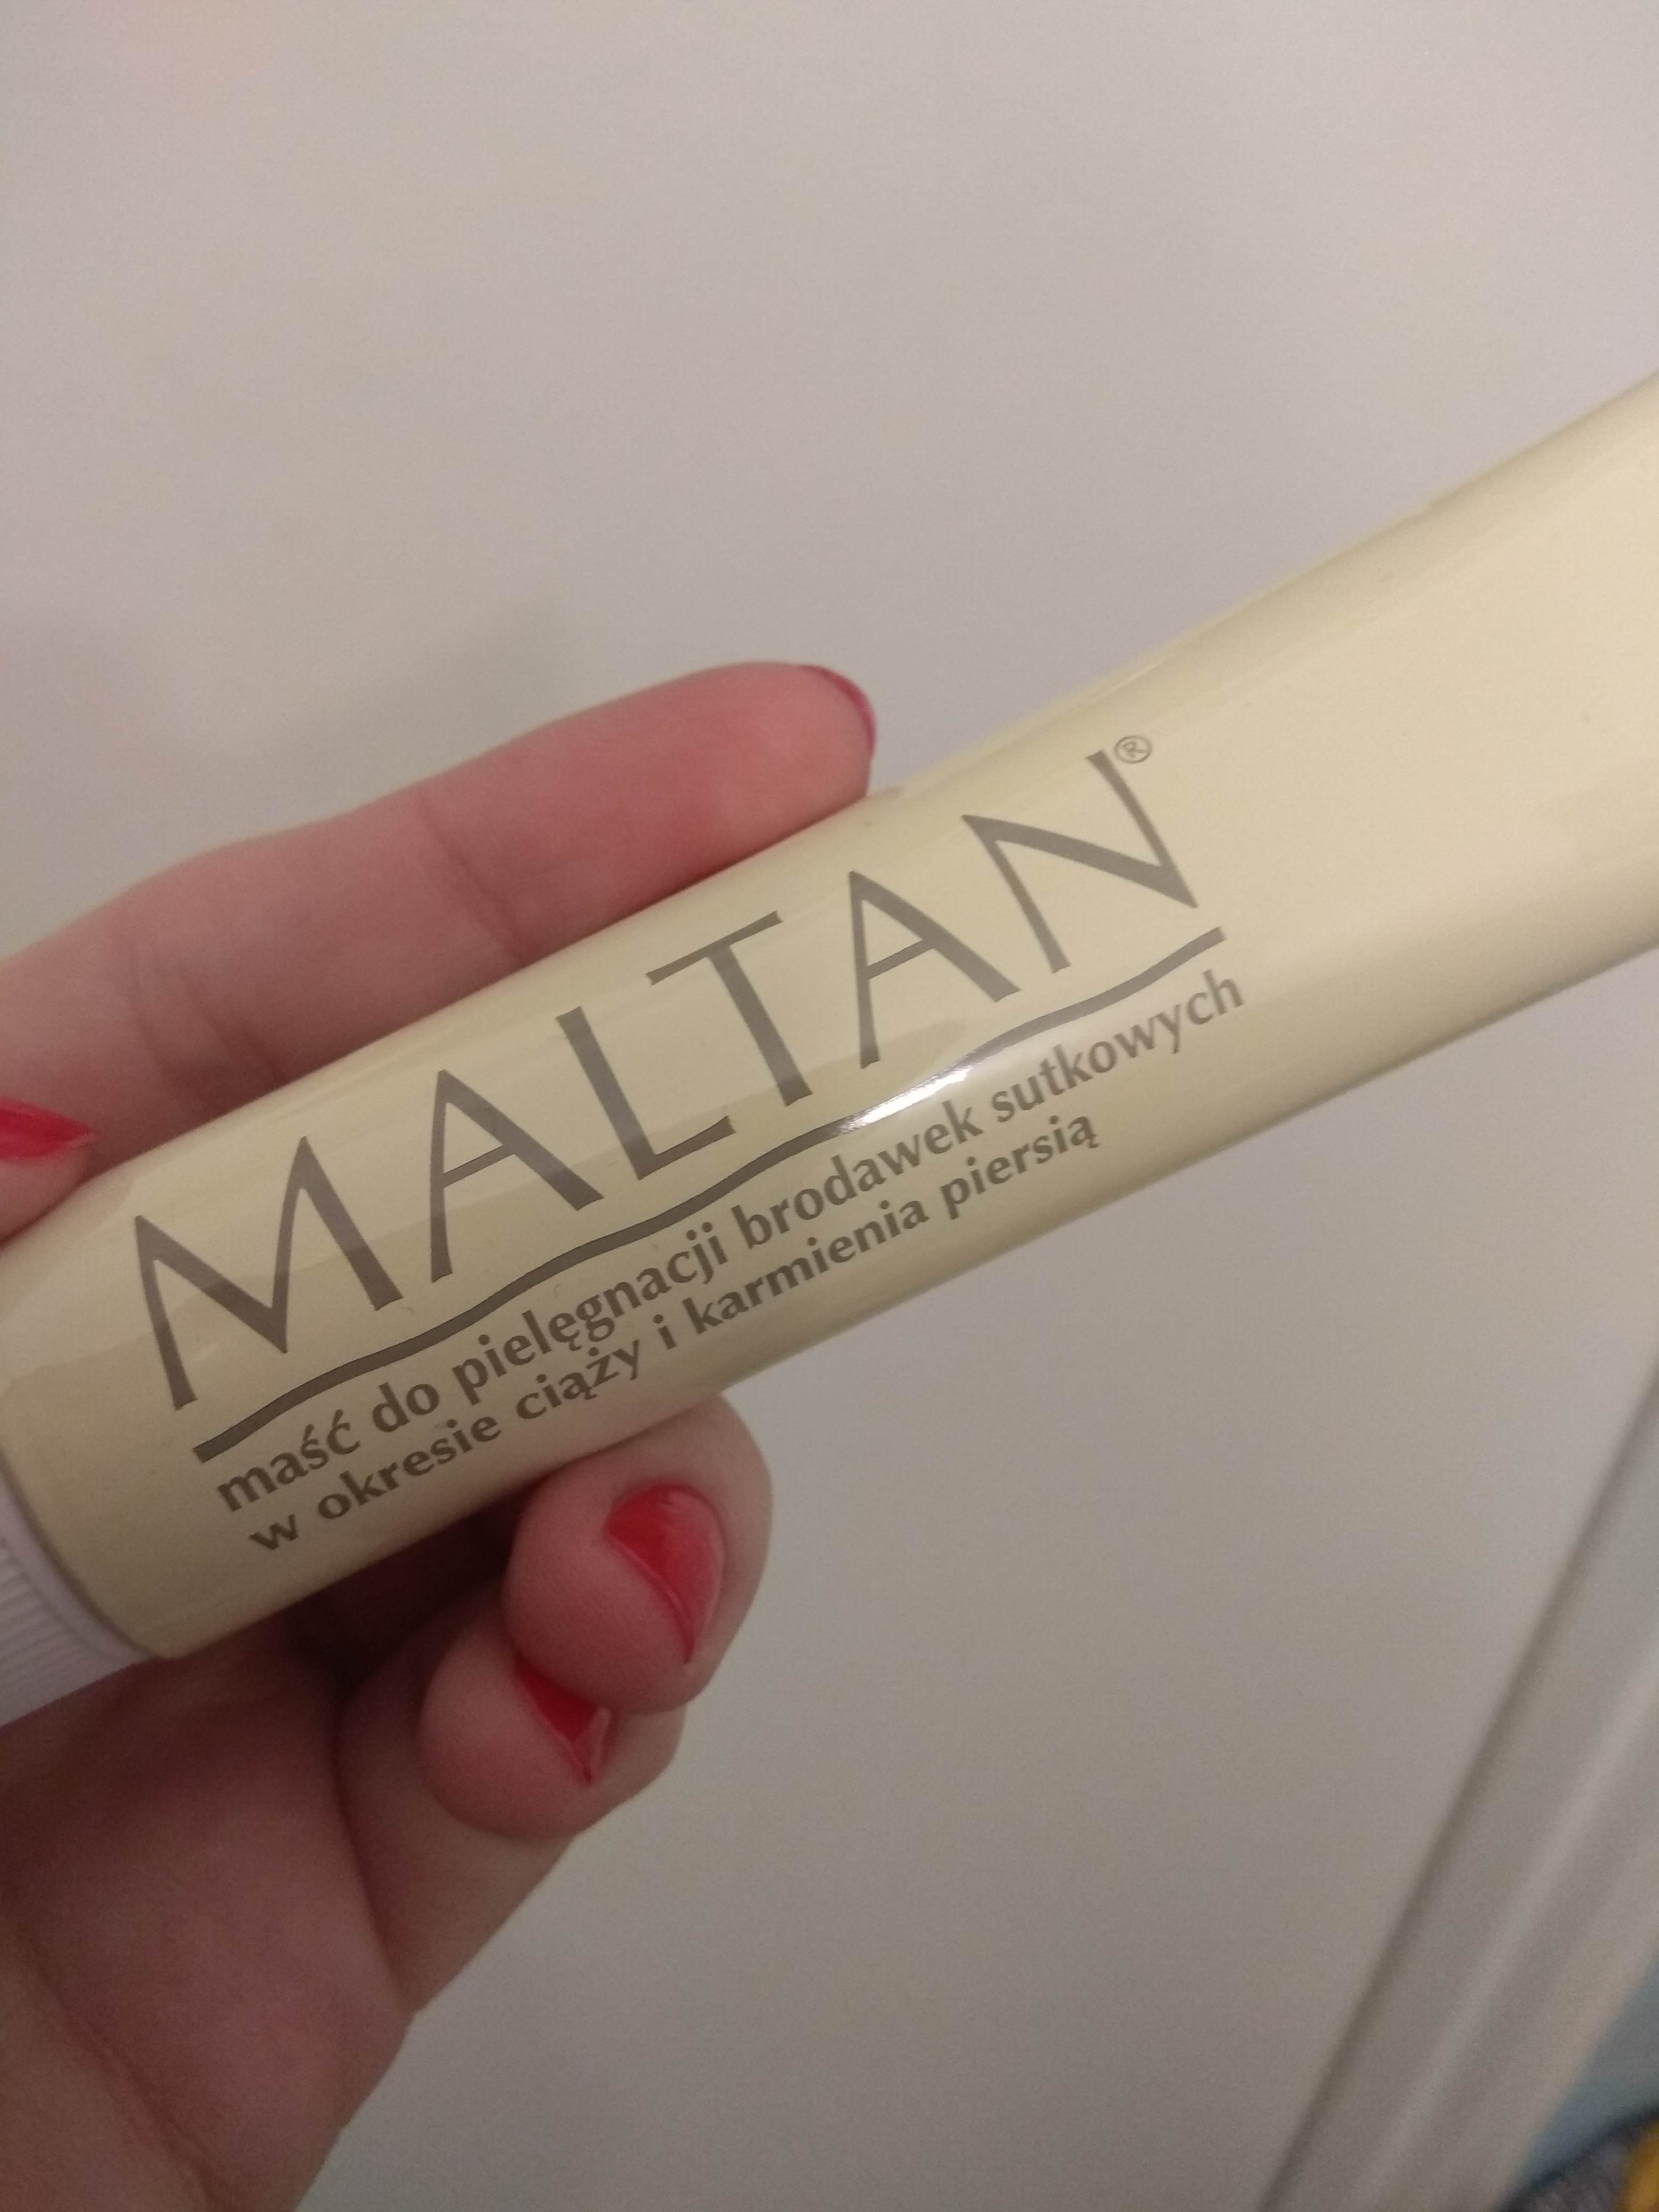 MALTAN®
maść do pielęgnacji brodawek sutkowych
w okresie ciąży i karmienia piersią